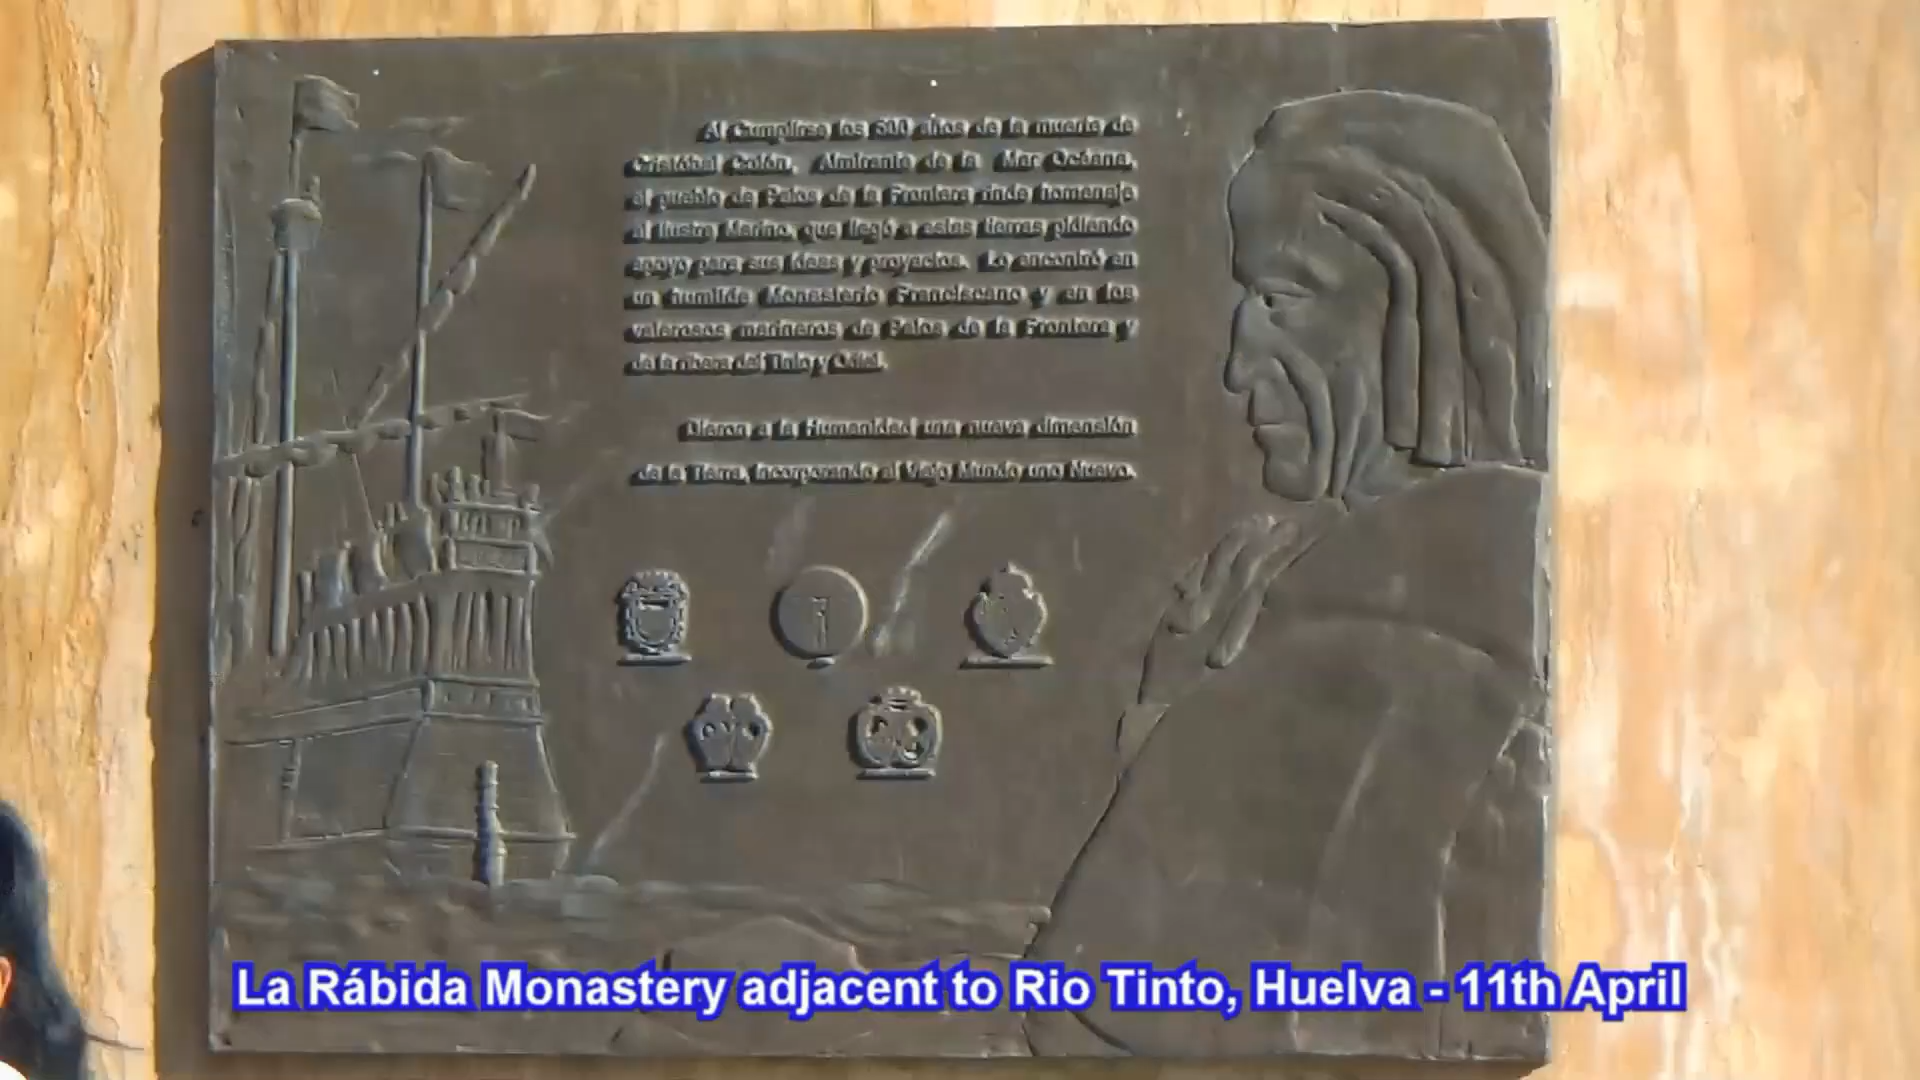 Al Cumplirse los 500 años de la muerte de
Cristóbal Colón, Almirante de la Mar Océana,
el pueblo de Palos de la Frontera rinde homenaje
al Ilustre Marino, que llegó a estas tierras pidiendo
apoyo para sus ideas y proyectos. Lo encontró en
un humilde Monasterio Franciscano y en los
valerosos marineros de Palos de la Frontera y
de la ribera del Tinto y Odiel.
Dieron a la Humanidad una nueva dimensión
de la Tierra, incorporando al Viejo Mundo uno Nuevo.
La Rábida Monastery adjacent to Rio Tinto, Huelva - 11th April